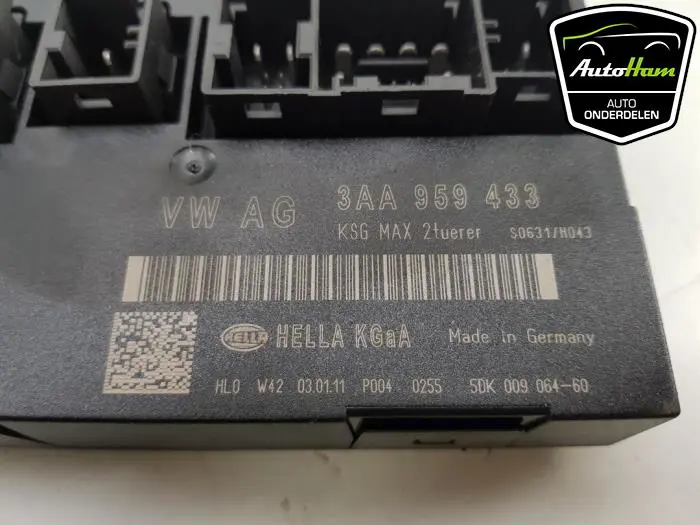 AutoHam
AUTO
ONDERDELEN
VW AG 3AA 959 433
KSG MAX 2tuerer S0631/H043
HELLA HELLA KGaA Made in Germany
HLO W42 03.01.11 P004 0255 5DK 009 064-60